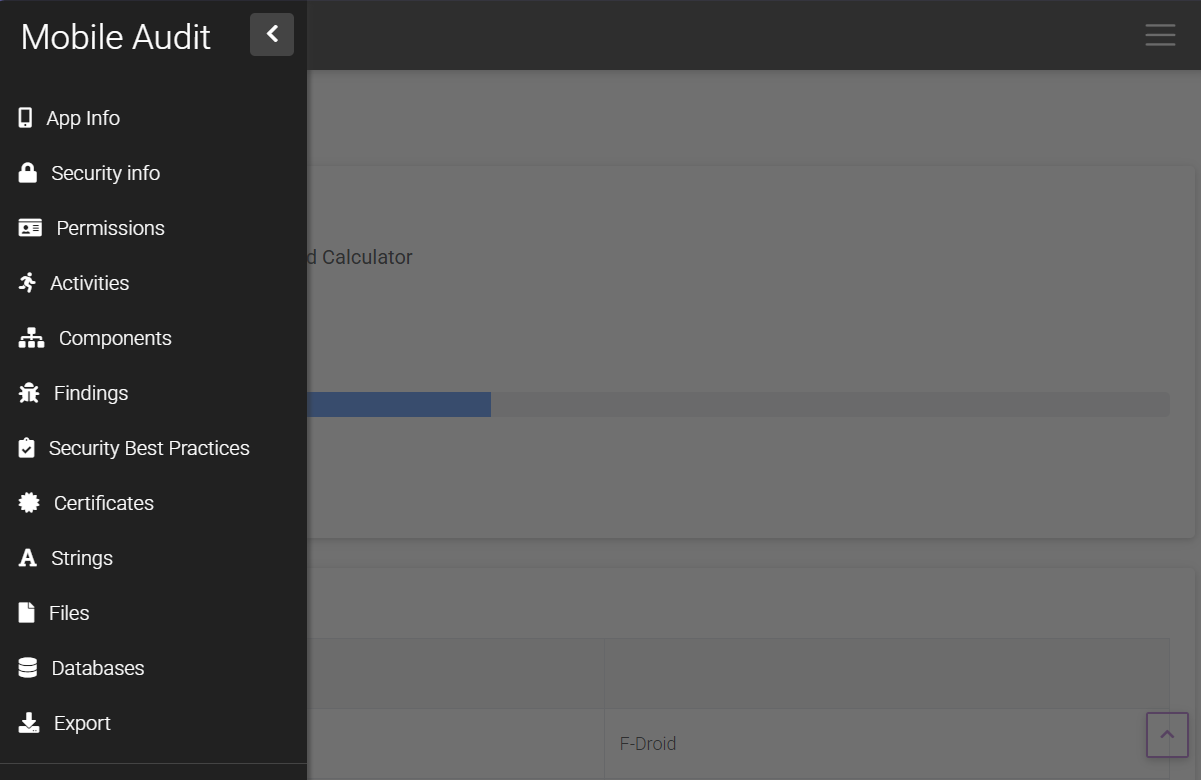 Mobile Audit
App Info
Security info
Permissions
Activities
Components
Findings
Security Best Practices
Certificates
Strings
Files
Databases
Export
d Calculator
F-Droid